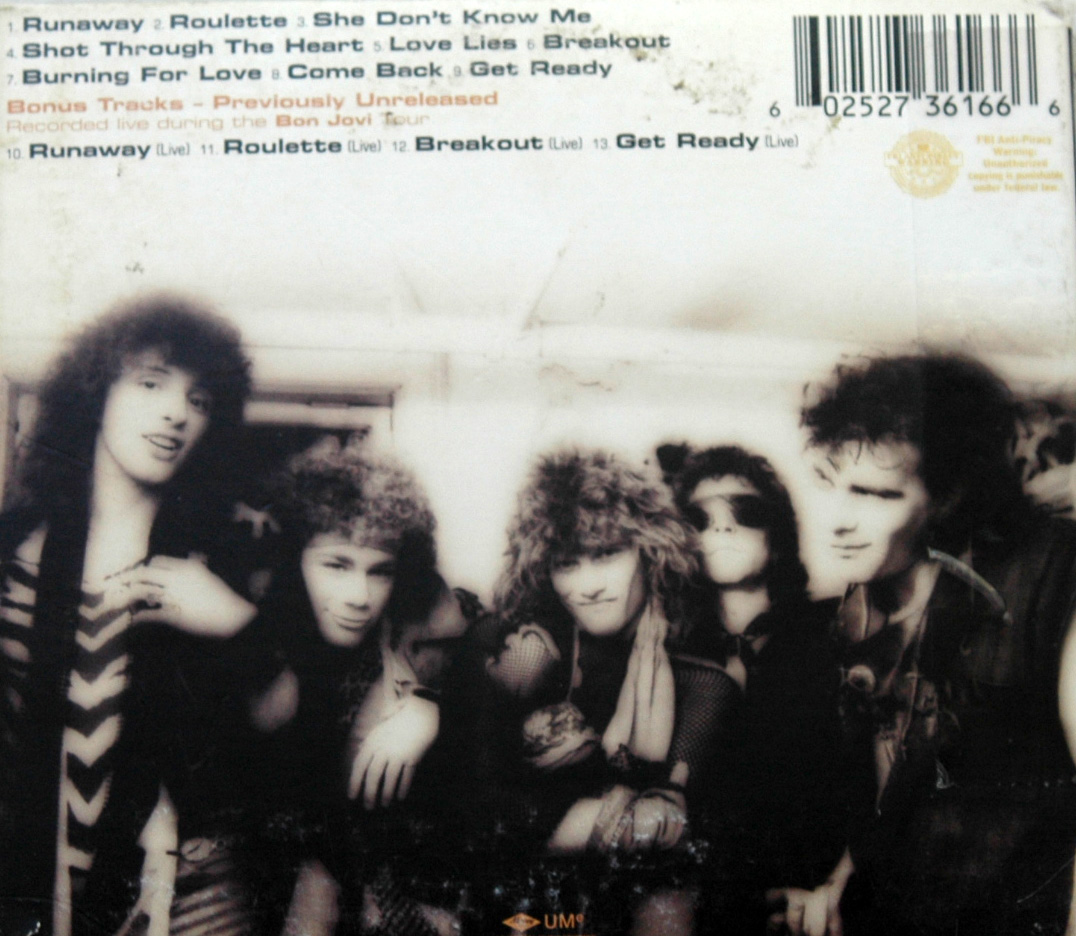 1. Runaway 2. Roulette 3. She Don't Know Me
4. Shot Through The Heart 5. Love Lies 6. Breakout
7. Burning For Love 8. Come Back 9. Get Ready
Bonus Tracks – Previously Unreleased
Recorded live during the Bon Jovi Tour
10. Runaway (Live) 11. Roulette (Live) 12. Breakout (Live) 13. Get Ready (Live)
6 02527 36166 6
FBI Anti-Piracy
Warning:
Unauthorized
copying is punishable
under federal law.
UMe